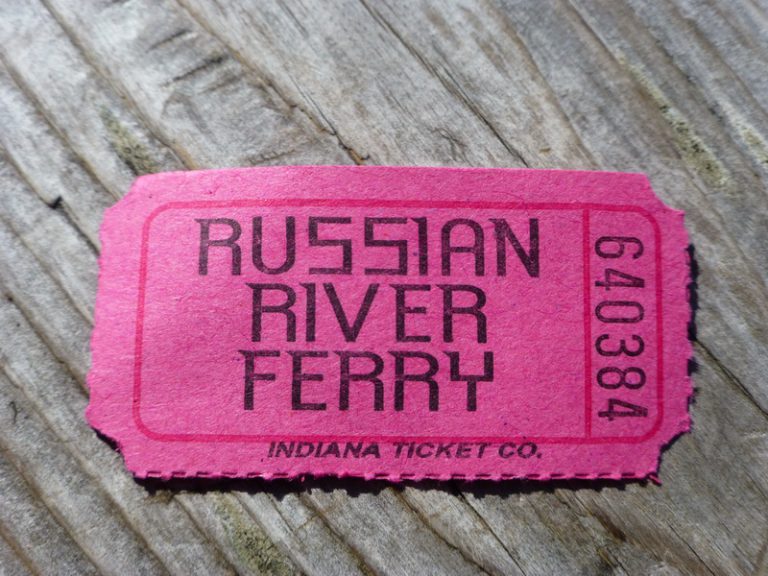 RUSSIAN
RIVER
FERRY
INDIANA TICKET CO.
640384